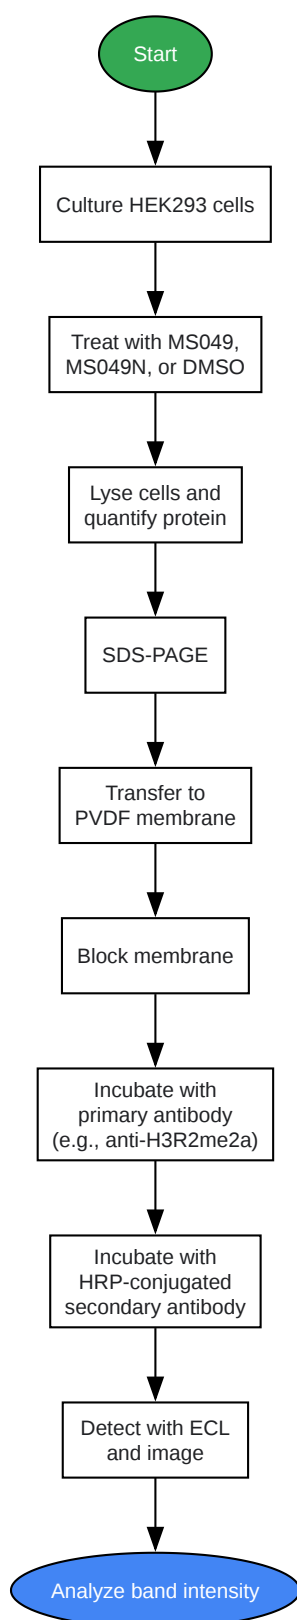 Start
Culture HEK293 cells
Treat with MS049,
MS049N, or DMSO
Lyse cells and
quantify protein
SDS-PAGE
Transfer to
PVDF membrane
Block membrane
Incubate with
primary antibody
(e.g., anti-H3R2me2a)
Incubate with
HRP-conjugated
secondary antibody
Detect with ECL
and image
Analyze band intensity